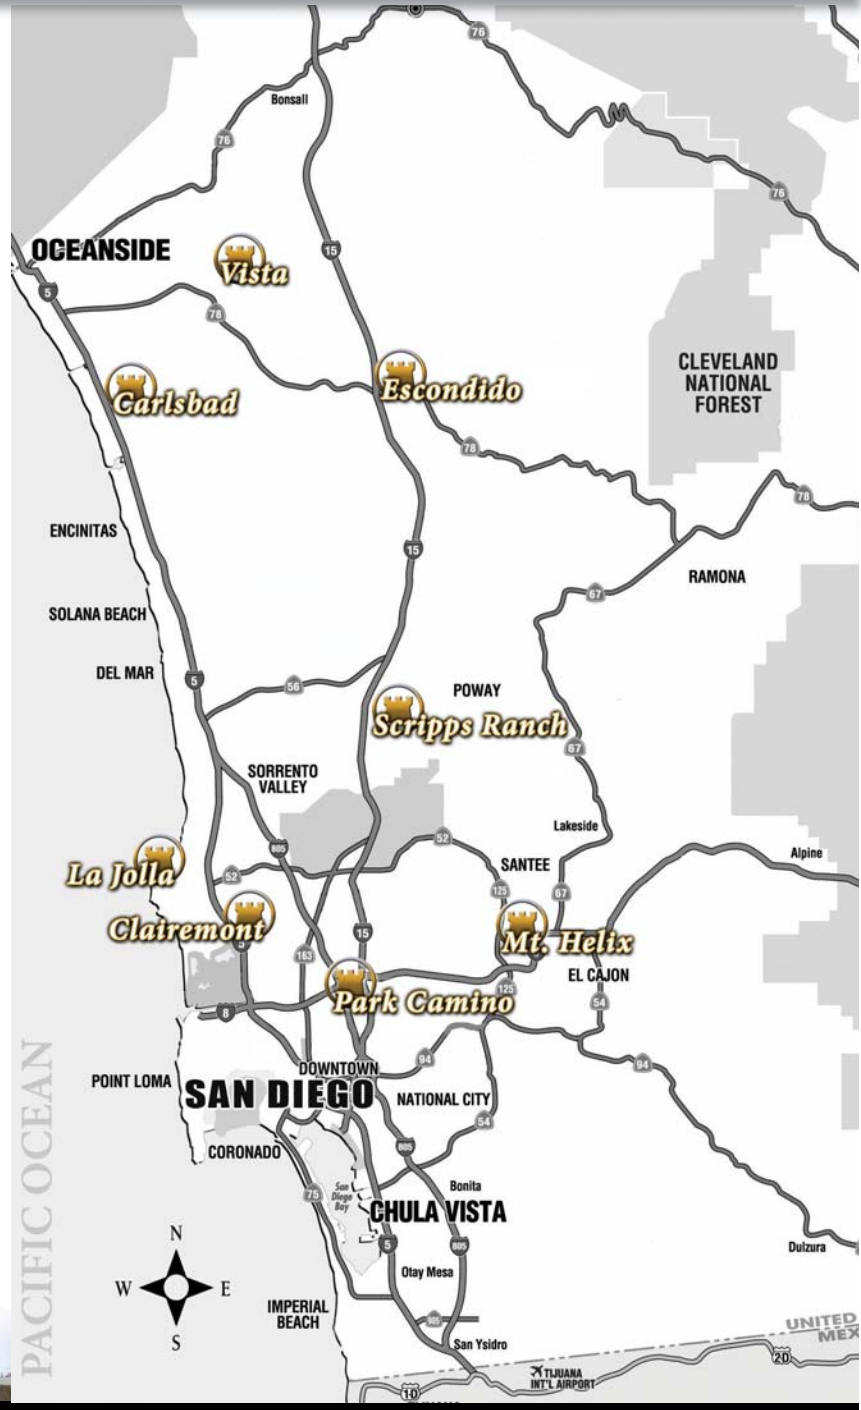 76
Bonsall
76
76
OCEANSIDE
15
Vista
5
78
CLEVELAND
NATIONAL
FOREST
Escondido
Carlsbad
78
78
ENCINITAS
15
RAMONA
67
SOLANA BEACH
DEL MAR
5
56
POWAY
Scripps Ranch
67
SORRENTO
VALLEY
Lakeside
52
805
Alpine
SANTEE
La Jolla
52
125
67
Clairemont
5
15
Mt. Helix
163
EL CAJON
125
Park Camino
54
8
94
94
DOWNTOWN
POINT LOMA
SAN DIEGO
NATIONAL CITY
54
CORONADO
805
75
San
Diego
Bay
Bonita
CHULA VISTA
5
805
Dulzura
Otay Mesa
PACIFIC OCEAN
N
W
E
S
IMPERIAL
BEACH
905
San Ysidro
UNITED
MEX
2D
TIJUANA
INT'L AIRPORT
1D